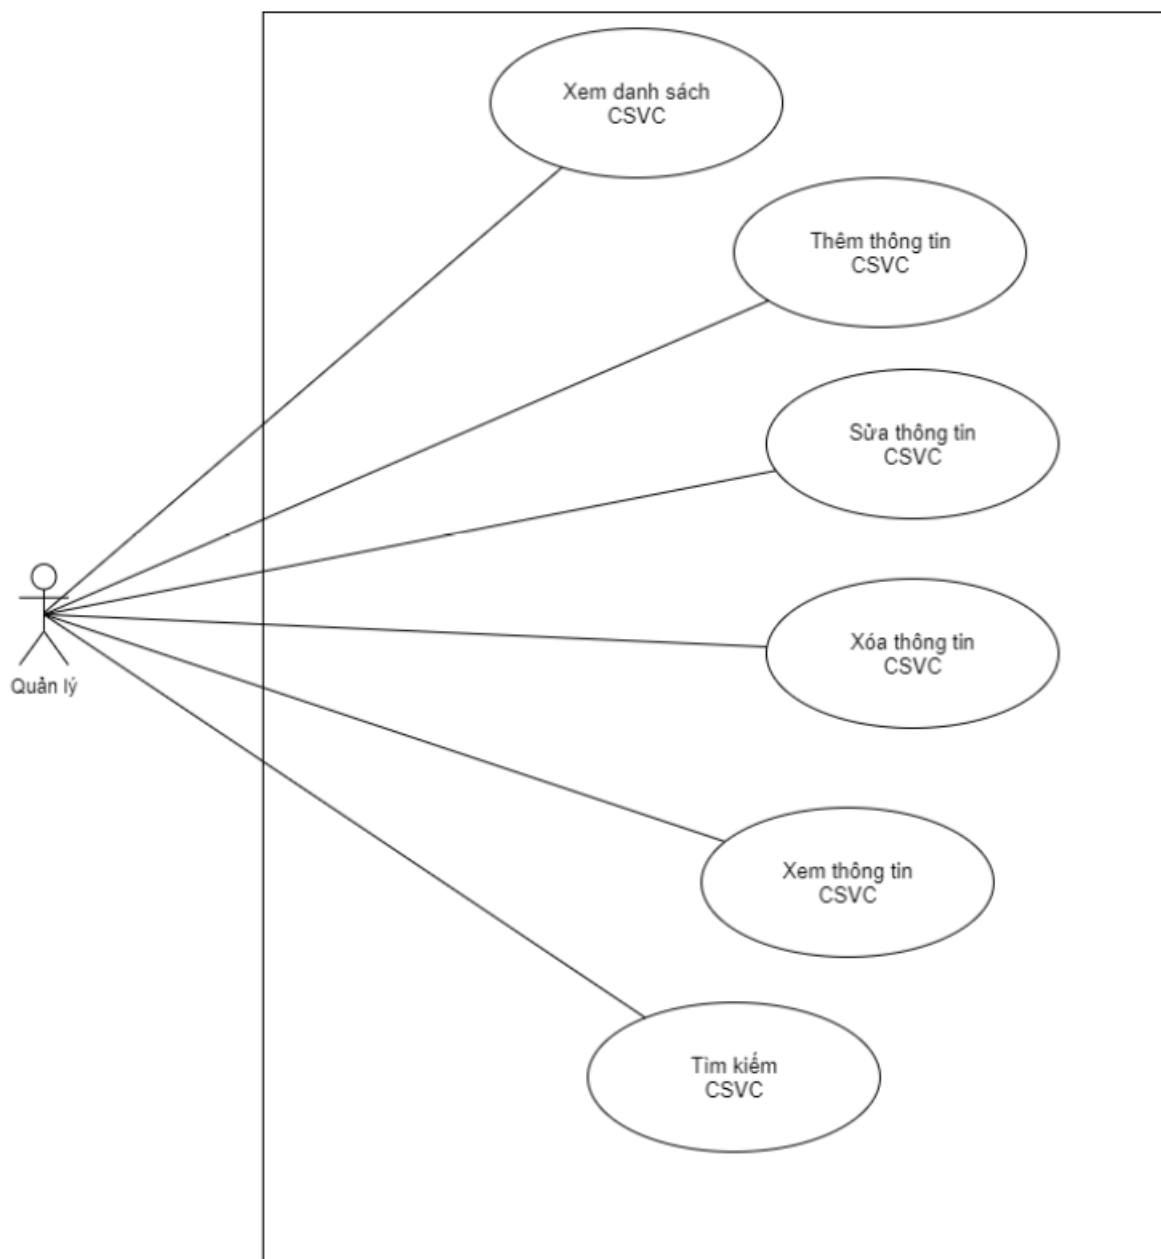 Xem danh sách
CSVC
Thêm thông tin
CSVC
Sửa thông tin
CSVC
Xóa thông tin
CSVC
Quản lý
Xem thông tin
CSVC
Tìm kiếm
CSVC